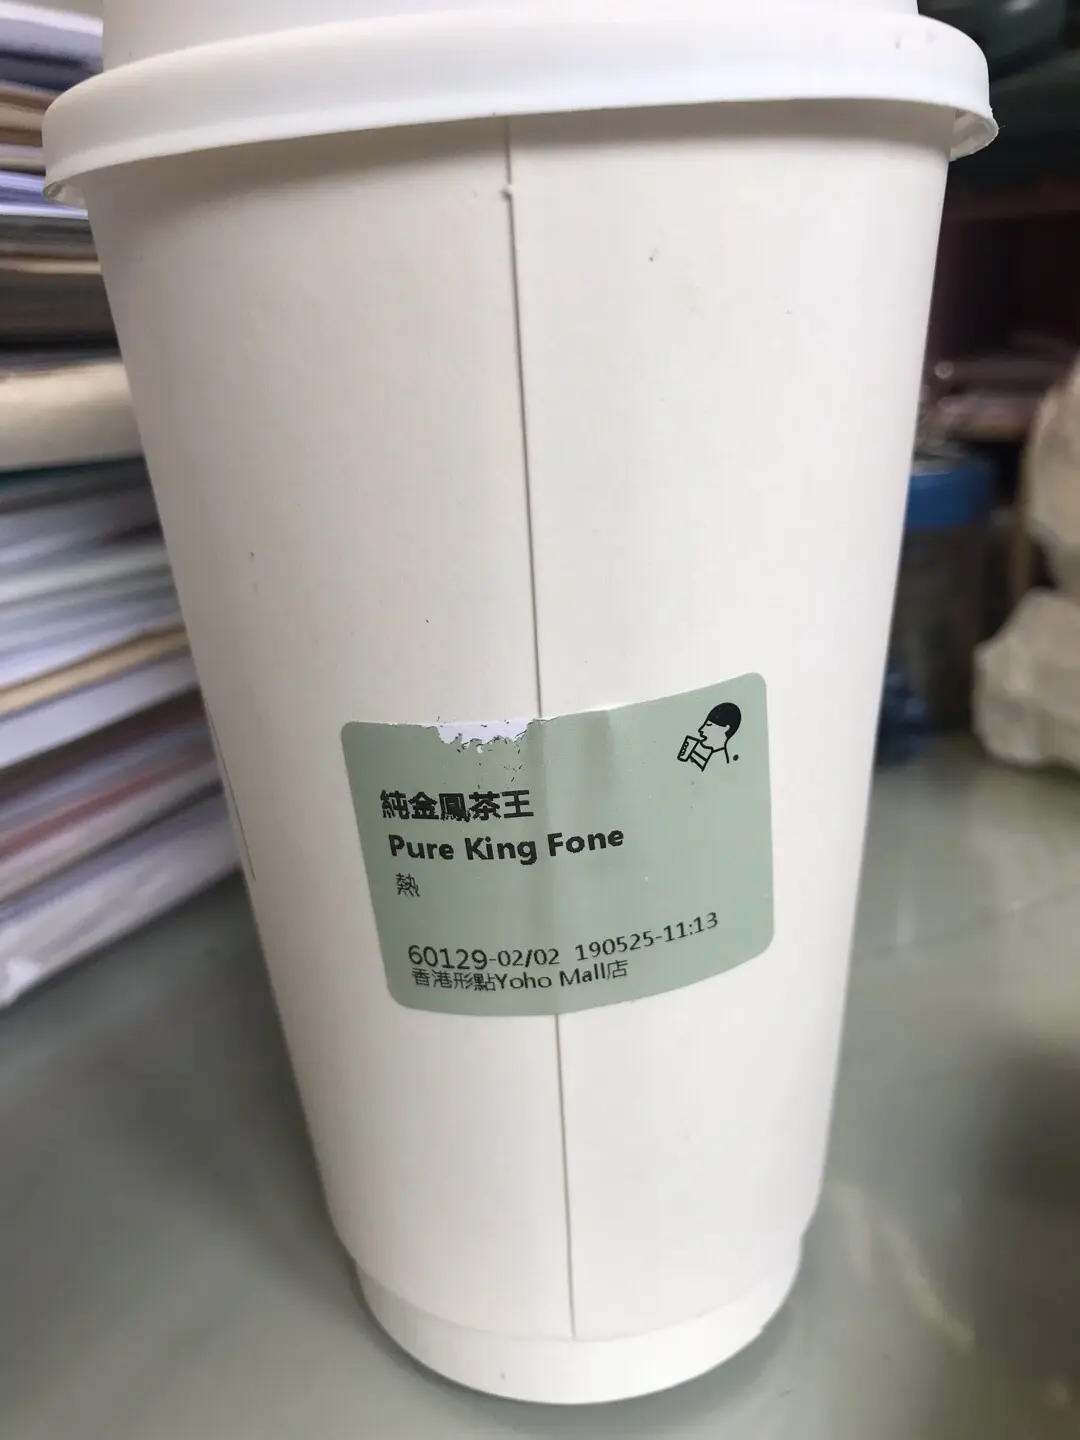 純金鳳茶王
Pure King Fone
熱
60129-02/02 190525-11:13
香港形點Yoho Mall店